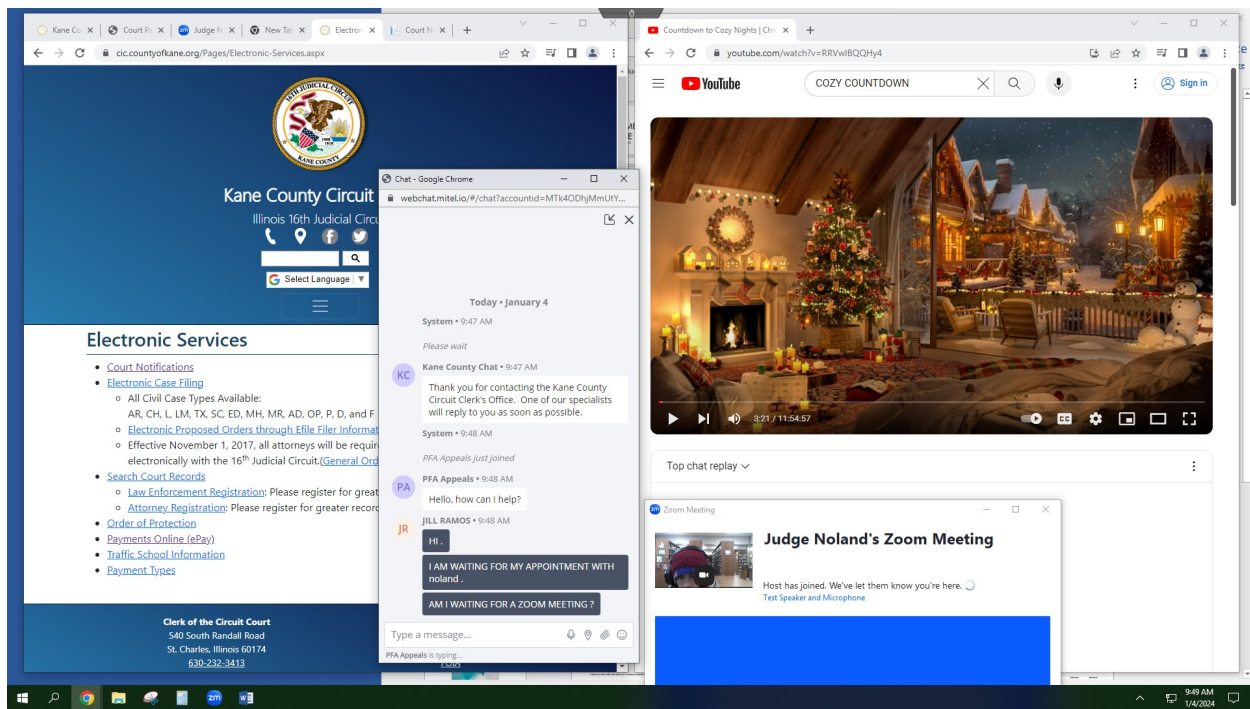 Kane Co
Court Fe
Judge N
New Tab
Electron
Court N
cic.countyofkane.org/Pages/Electronic-Services.aspx
16TH JUDICIAL CIRCUIT
KANE COUNTY
Kane County Circuit
Illinois 16th Judicial Circu
Select Language
Electronic Services
Court Notifications
Electronic Case Filing
All Civil Case Types Available:
AR, CH, L, LM, TX, SC, ED, MH, MR, AD, OP, P, D, and F
Electronic Proposed Orders through Efile Filer Informat
Effective November 1, 2017, all attorneys will be requir
electronically with the 16th Judicial Circuit.(General Ord
Search Court Records
Law Enforcement Registration: Please register for great
Attorney Registration: Please register for greater recor
Order of Protection
Payments Online (ePay)
Traffic School Information
Payment Types
Clerk of the Circuit Court
540 South Randall Road
St. Charles, Illinois 60174
630-232-3413
FOIA
Chat - Google Chrome
webchat.mitel.io/#/chat?accountid=MTk4ODhjMmUtY...
Today • January 4
System • 9:47 AM
Please wait
KC
Kane County Chat • 9:47 AM
Thank you for contacting the Kane County
Circuit Clerk's Office. One of our specialists
will reply to you as soon as possible.
System • 9:48 AM
PFA Appeals just joined
PA
PFA Appeals • 9:48 AM
Hello, how can I help?
JR
JILL RAMOS • 9:48 AM
HI .
I AM WAITING FOR MY APPOINTMENT WITH
noland .
AM I WAITING FOR A ZOOM MEETING ?
Type a message...
PFA Appeals is typing...
Countdown to Cozy Nights | Chri
youtube.com/watch?v=RRVwIBQQHy4
YouTube
COZY COUNTDOWN
Sign in
3:21 / 11:54:57
CC
Top chat replay
zm
Zoom Meeting
Judge Noland's Zoom Meeting
Host has joined. We've let them know you're here.
Test Speaker and Microphone
zm
9:49 AM
1/4/2024